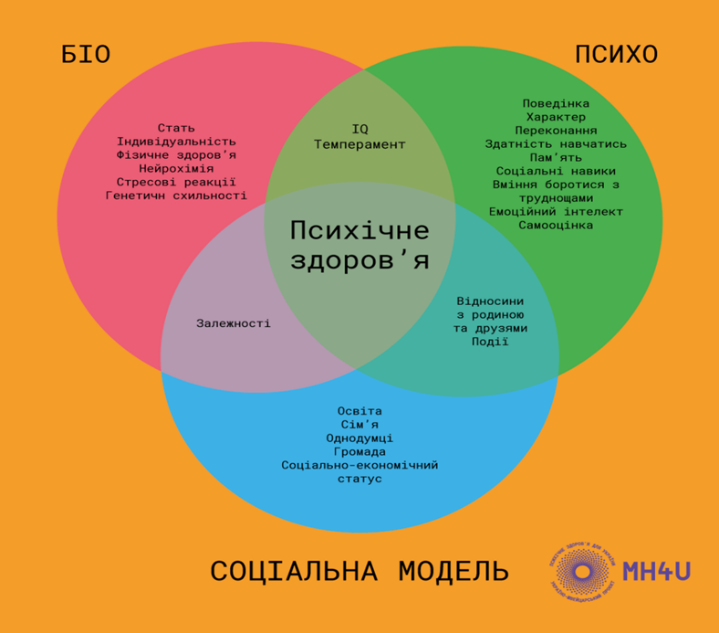 БІО
ПСИХО
Стать
Індивідуальність
Фізичне здоров’я
Нейрохімія
Стресові реакції
Генетичн схильності
IQ
Темперамент
Поведінка
Характер
Переконання
Здатність навчатись
Пам’ять
Соціальні навики
Вміння боротися з
труднощами
Емоційний інтелект
Самооцінка
Психічне
здоров’я
Залежності
Відносини
з родиною
та друзями
Події
Освіта
Сім’я
Однодумці
Громада
Соціально-економічний
статус
СОЦІАЛЬНА МОДЕЛЬ
MH4U